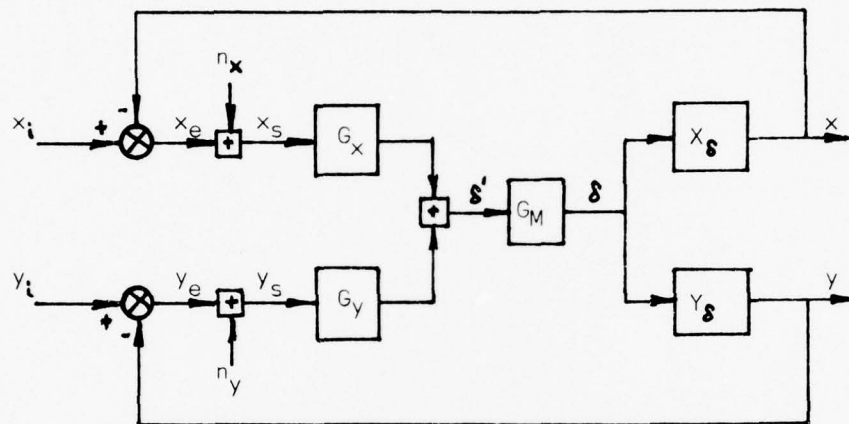 n_x
-
x_i + x_e + x_s G_x X_δ x
+ δ' G_M δ
y_i y_e + y_s G_y Y_δ y
+
-
n_y